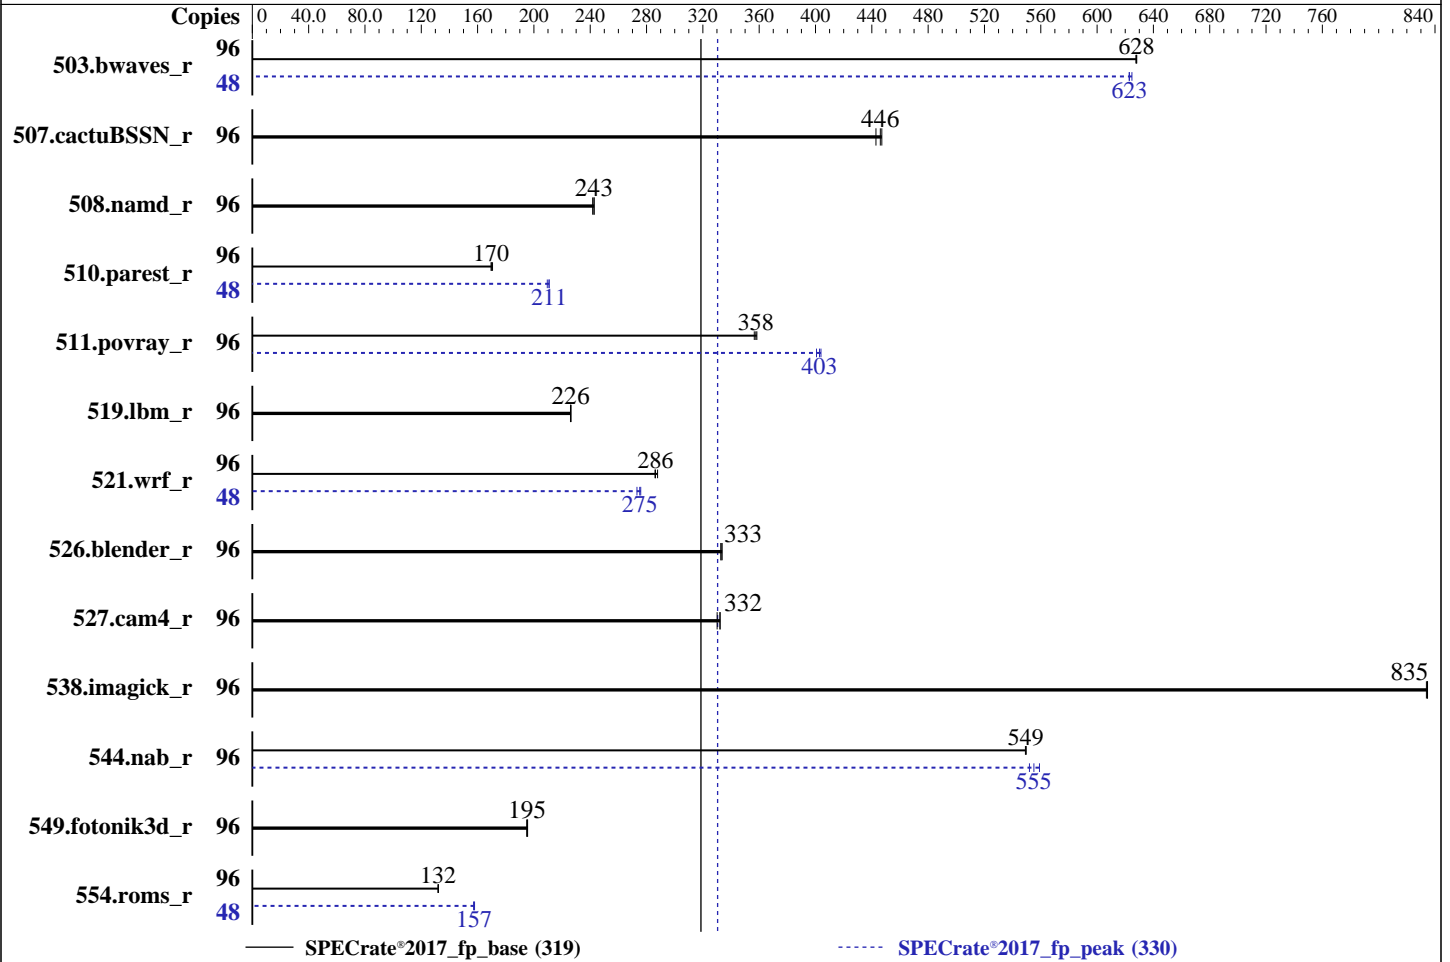 Copies 0 40.0 80.0 120 160 200 240 280 320 360 400 440 480 520 560 600 640 680 720 760 840
503.bwaves_r 96 628
48 623
507.cactuBSSN_r 96 446
508.namd_r 96 243
510.parest_r 96 170
48 211
511.povray_r 96 358
403
519.lbm_r 96 226
521.wrf_r 96 286
48 275
526.blender_r 96 333
527.cam4_r 96 332
538.imagick_r 96 835
544.nab_r 96 549
555
549.fotonik3d_r 96 195
554.roms_r 96 132
48 157
SPECrate®2017_fp_base (319) SPECrate®2017_fp_peak (330)